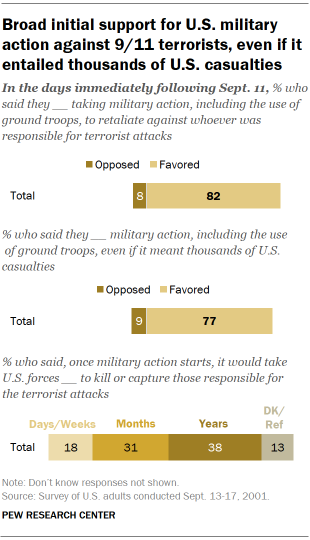 Broad initial support for U.S. military
action against 9/11 terrorists, even if it
entailed thousands of U.S. casualties
In the days immediately following Sept. 11, % who
said they __ taking military action, including the use
of ground troops, to retaliate against whoever was
responsible for terrorist attacks
Opposed Favored
Total 8 82
% who said they __ military action, including the use
of ground troops, even if it meant thousands of U.S.
casualties
Opposed Favored
Total 9 77
% who said, once military action starts, it would take
U.S. forces __ to kill or capture those responsible for
the terrorist attacks
Days/Weeks Months Years DK/
Ref
Total 18 31 38 13
Note: Don't know responses not shown.
Source: Survey of U.S. adults conducted Sept. 13-17, 2001.
PEW RESEARCH CENTER